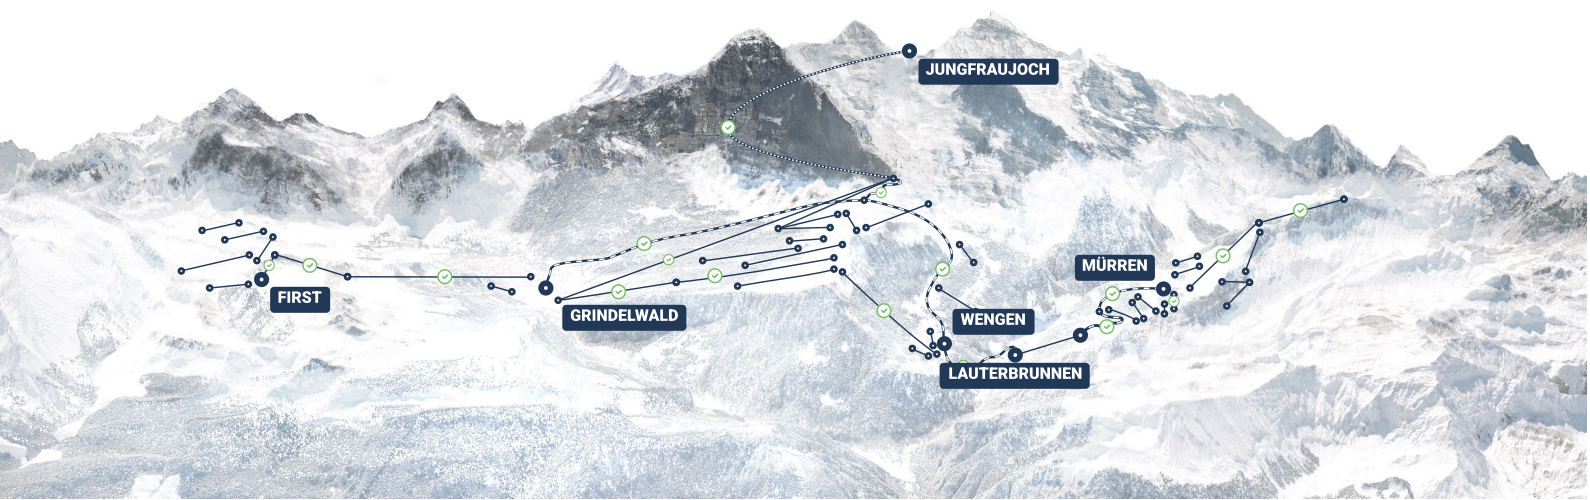 JUNGFRAUJOCH
FIRST
GRINDELWALD
MÜRREN
WENGEN
LAUTERBRUNNEN